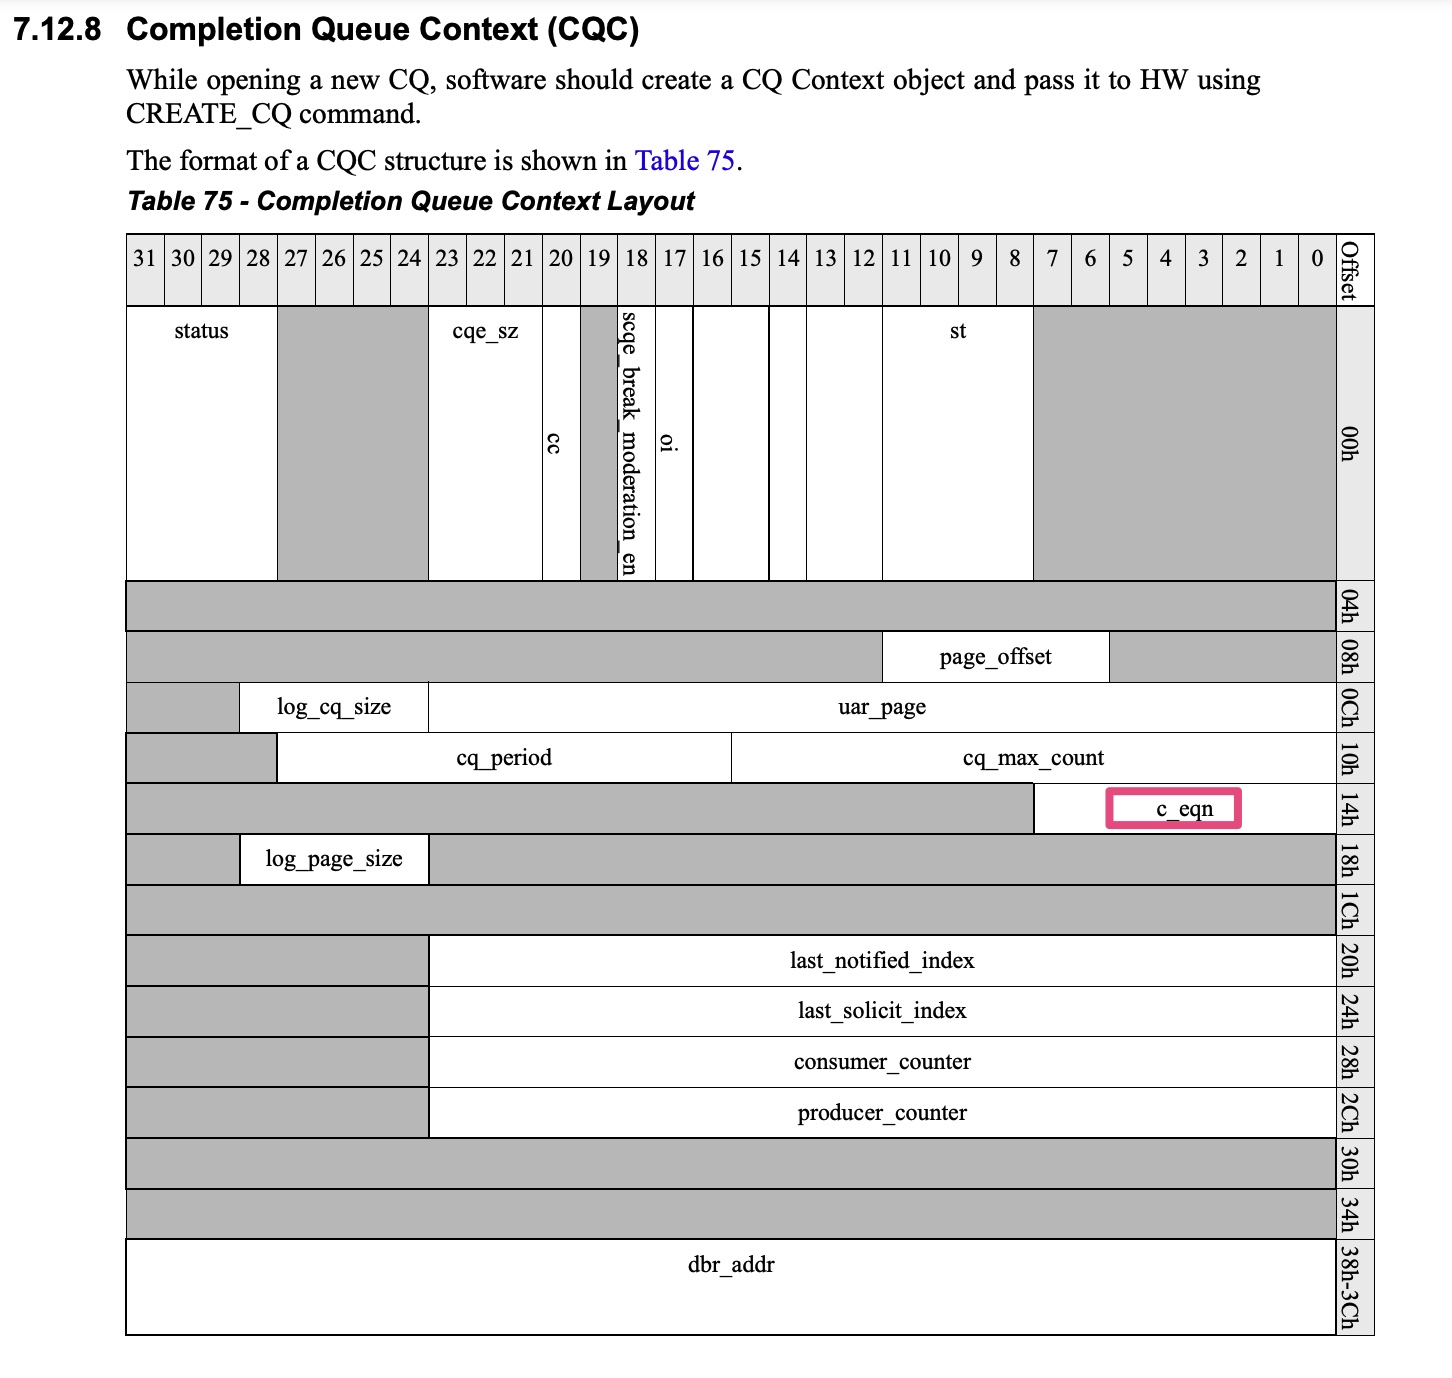 7.12.8 Completion Queue Context (CQC)
While opening a new CQ, software should create a CQ Context object and pass it to HW using
CREATE_CQ command.
The format of a CQC structure is shown in Table 75.
Table 75 - Completion Queue Context Layout
31 30 29 28 27 26 25 24 23 22 21 20 19 18 17 16 15 14 13 12 11 10 9 8 7 6 5 4 3 2 1 0 Offset
status cqe_sz cc scqe_break_moderation_en oi st 00h
04h
page_offset 08h
log_cq_size uar_page 0Ch
cq_period cq_max_count 10h
c_eqn 14h
log_page_size 18h
1Ch
last_notified_index 20h
last_solicit_index 24h
consumer_counter 28h
producer_counter 2Ch
30h
34h
dbr_addr 38h-3Ch